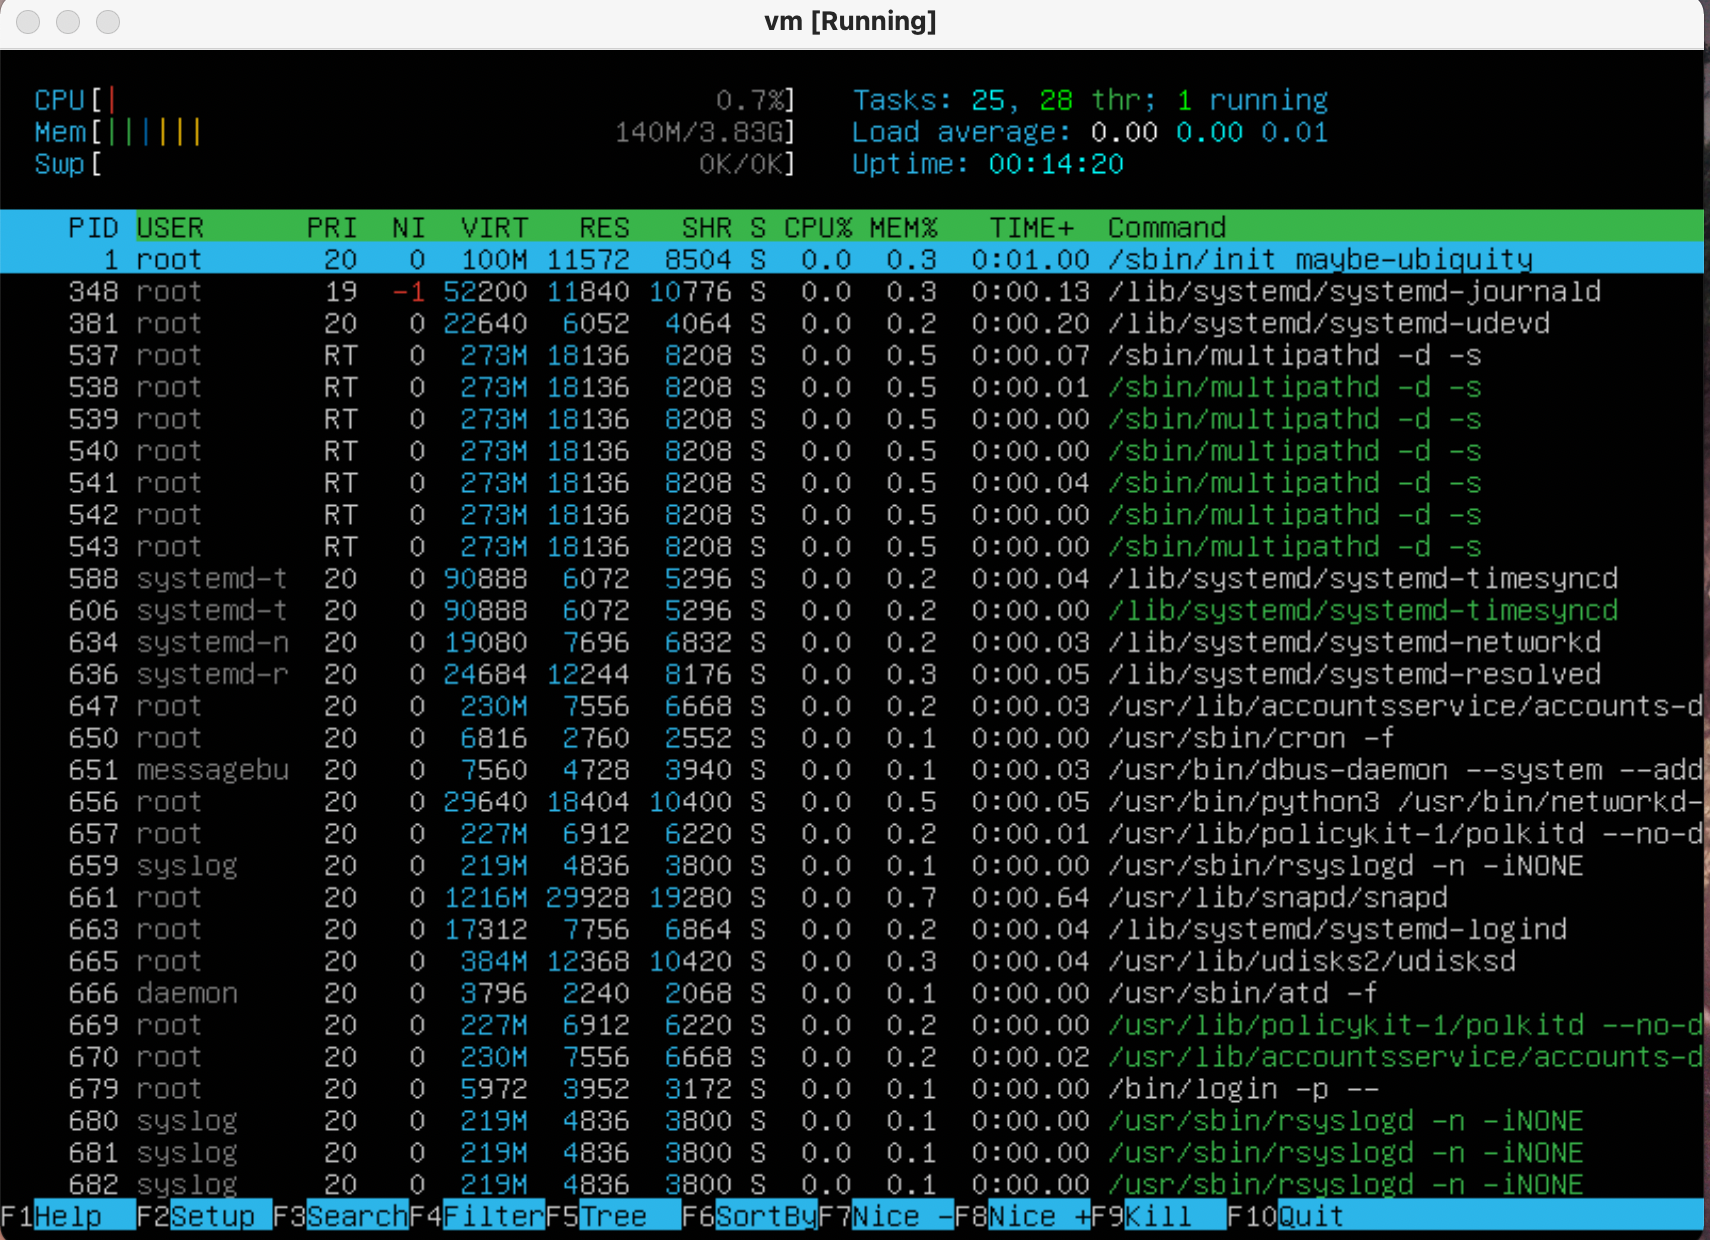 vm [Running]
CPU[| 0.7%] Tasks: 25, 28 thr; 1 running
Mem[|||||| 140M/3.83G] Load average: 0.00 0.00 0.01
Swp[ 0K/0K] Uptime: 00:14:20
PID USER PRI NI VIRT RES SHR S CPU% MEM% TIME+ Command
1 root 20 0 100M 11572 8504 S 0.0 0.3 0:01.00 /sbin/init maybe-ubiquity
348 root 19 -1 52200 11840 10776 S 0.0 0.3 0:00.13 /lib/systemd/systemd-journald
381 root 20 0 22640 6052 4064 S 0.0 0.2 0:00.20 /lib/systemd/systemd-udevd
537 root RT 0 273M 18136 8208 S 0.0 0.5 0:00.07 /sbin/multipathd -d -s
538 root RT 0 273M 18136 8208 S 0.0 0.5 0:00.01 /sbin/multipathd -d -s
539 root RT 0 273M 18136 8208 S 0.0 0.5 0:00.00 /sbin/multipathd -d -s
540 root RT 0 273M 18136 8208 S 0.0 0.5 0:00.00 /sbin/multipathd -d -s
541 root RT 0 273M 18136 8208 S 0.0 0.5 0:00.04 /sbin/multipathd -d -s
542 root RT 0 273M 18136 8208 S 0.0 0.5 0:00.00 /sbin/multipathd -d -s
543 root RT 0 273M 18136 8208 S 0.0 0.5 0:00.00 /sbin/multipathd -d -s
588 systemd-t 20 0 90888 6072 5296 S 0.0 0.2 0:00.04 /lib/systemd/systemd-timesyncd
606 systemd-t 20 0 90888 6072 5296 S 0.0 0.2 0:00.00 /lib/systemd/systemd-timesyncd
634 systemd-n 20 0 19080 7696 6832 S 0.0 0.2 0:00.03 /lib/systemd/systemd-networkd
636 systemd-r 20 0 24684 12244 8176 S 0.0 0.3 0:00.05 /lib/systemd/systemd-resolved
647 root 20 0 230M 7556 6668 S 0.0 0.2 0:00.03 /usr/lib/accountsservice/accounts-d
650 root 20 0 6816 2760 2552 S 0.0 0.1 0:00.00 /usr/sbin/cron -f
651 messagebu 20 0 7560 4728 3940 S 0.0 0.1 0:00.03 /usr/bin/dbus-daemon --system --add
656 root 20 0 29640 18404 10400 S 0.0 0.5 0:00.05 /usr/bin/python3 /usr/bin/networkd-
657 root 20 0 227M 6912 6220 S 0.0 0.2 0:00.01 /usr/lib/policykit-1/polkitd --no-d
659 syslog 20 0 219M 4836 3800 S 0.0 0.1 0:00.00 /usr/sbin/rsyslogd -n -iNONE
661 root 20 0 1216M 29928 19280 S 0.0 0.7 0:00.64 /usr/lib/snapd/snapd
663 root 20 0 17312 7756 6864 S 0.0 0.2 0:00.04 /lib/systemd/systemd-logind
665 root 20 0 384M 12368 10420 S 0.0 0.3 0:00.04 /usr/lib/udisks2/udisksd
666 daemon 20 0 3796 2240 2068 S 0.0 0.1 0:00.00 /usr/sbin/atd -f
669 root 20 0 227M 6912 6220 S 0.0 0.2 0:00.00 /usr/lib/policykit-1/polkitd --no-d
670 root 20 0 230M 7556 6668 S 0.0 0.2 0:00.02 /usr/lib/accountsservice/accounts-d
679 root 20 0 5972 3952 3172 S 0.0 0.1 0:00.00 /bin/login -p --
680 syslog 20 0 219M 4836 3800 S 0.0 0.1 0:00.00 /usr/sbin/rsyslogd -n -iNONE
681 syslog 20 0 219M 4836 3800 S 0.0 0.1 0:00.00 /usr/sbin/rsyslogd -n -iNONE
682 syslog 20 0 219M 4836 3800 S 0.0 0.1 0:00.00 /usr/sbin/rsyslogd -n -iNONE
F1Help F2Setup F3SearchF4FilterF5Tree F6SortByF7Nice -F8Nice +F9Kill F10Quit